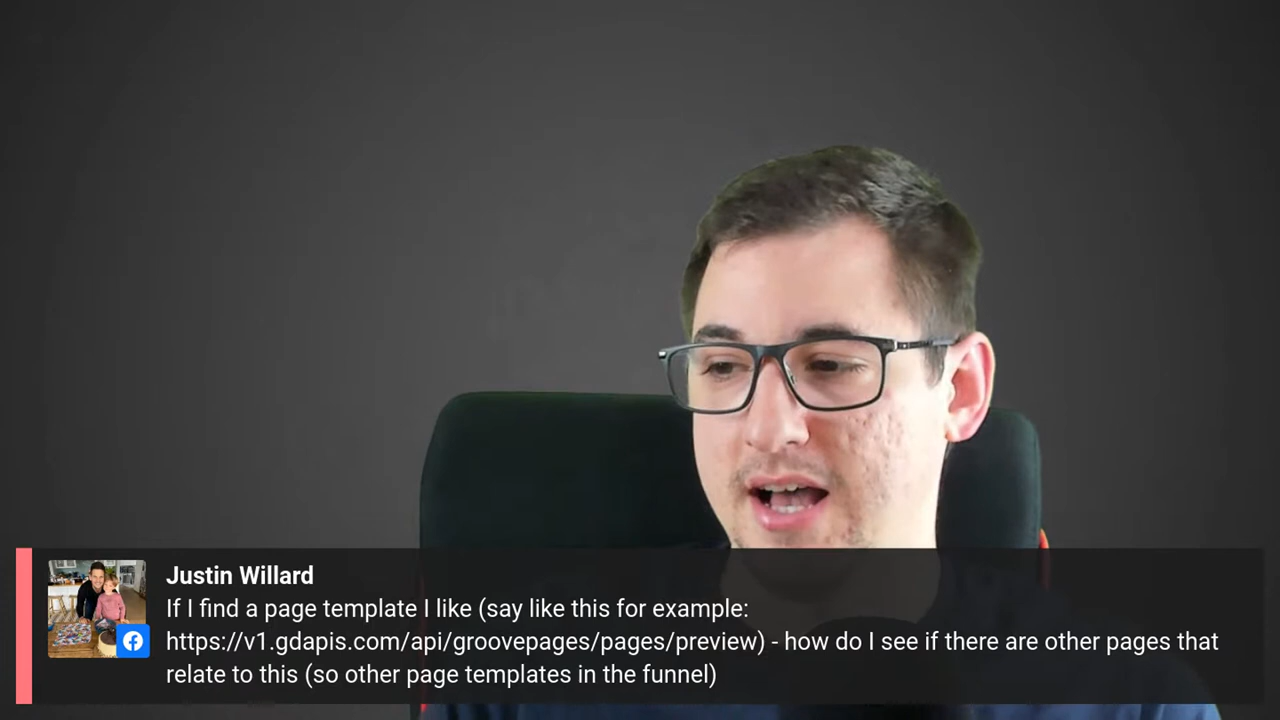 Justin Willard
If I find a page template I like (say like this for example:
https://v1.gdapis.com/api/groovepages/pages/preview) - how do I see if there are other pages that
relate to this (so other page templates in the funnel)